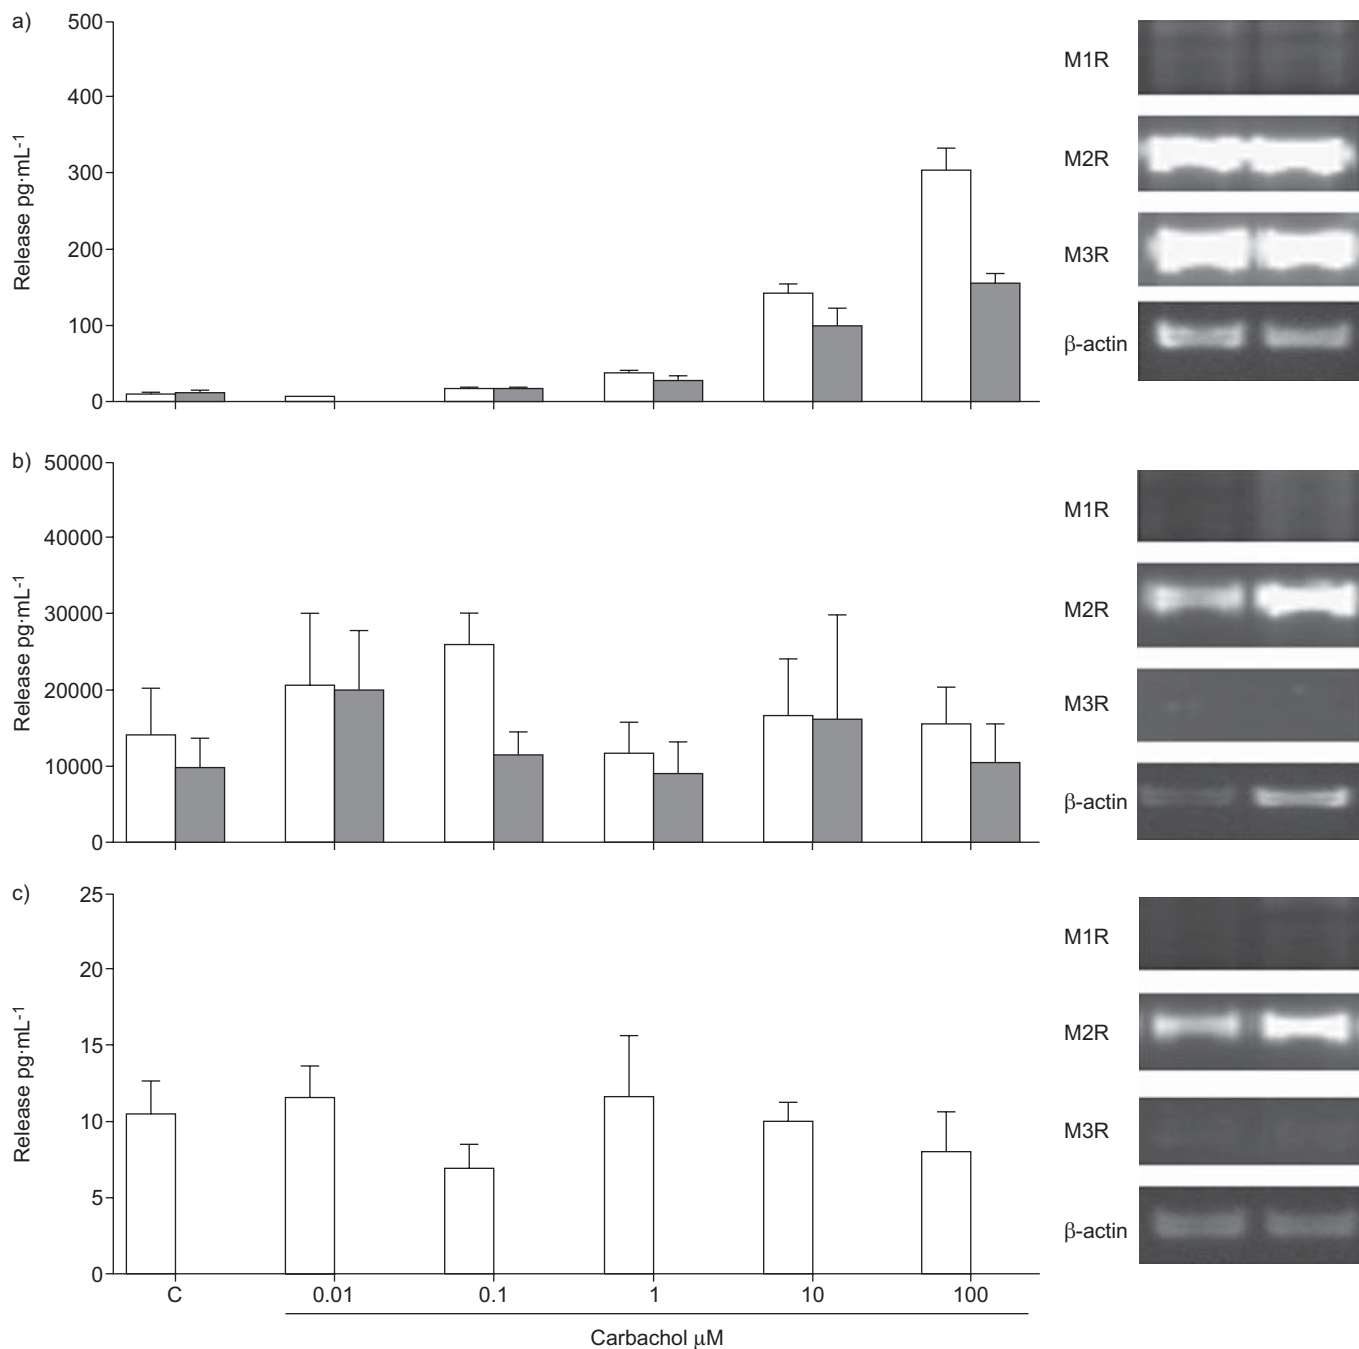 a)
500
400
300
200
100
0
Release pg·mL⁻¹
M1R
M2R
M3R
β-actin
b)
50000
40000
30000
20000
10000
0
Release pg·mL⁻¹
M1R
M2R
M3R
β-actin
c)
25
20
15
10
5
0
Release pg·mL⁻¹
M1R
M2R
M3R
β-actin
C 0.01 0.1 1 10 100
Carbachol μM